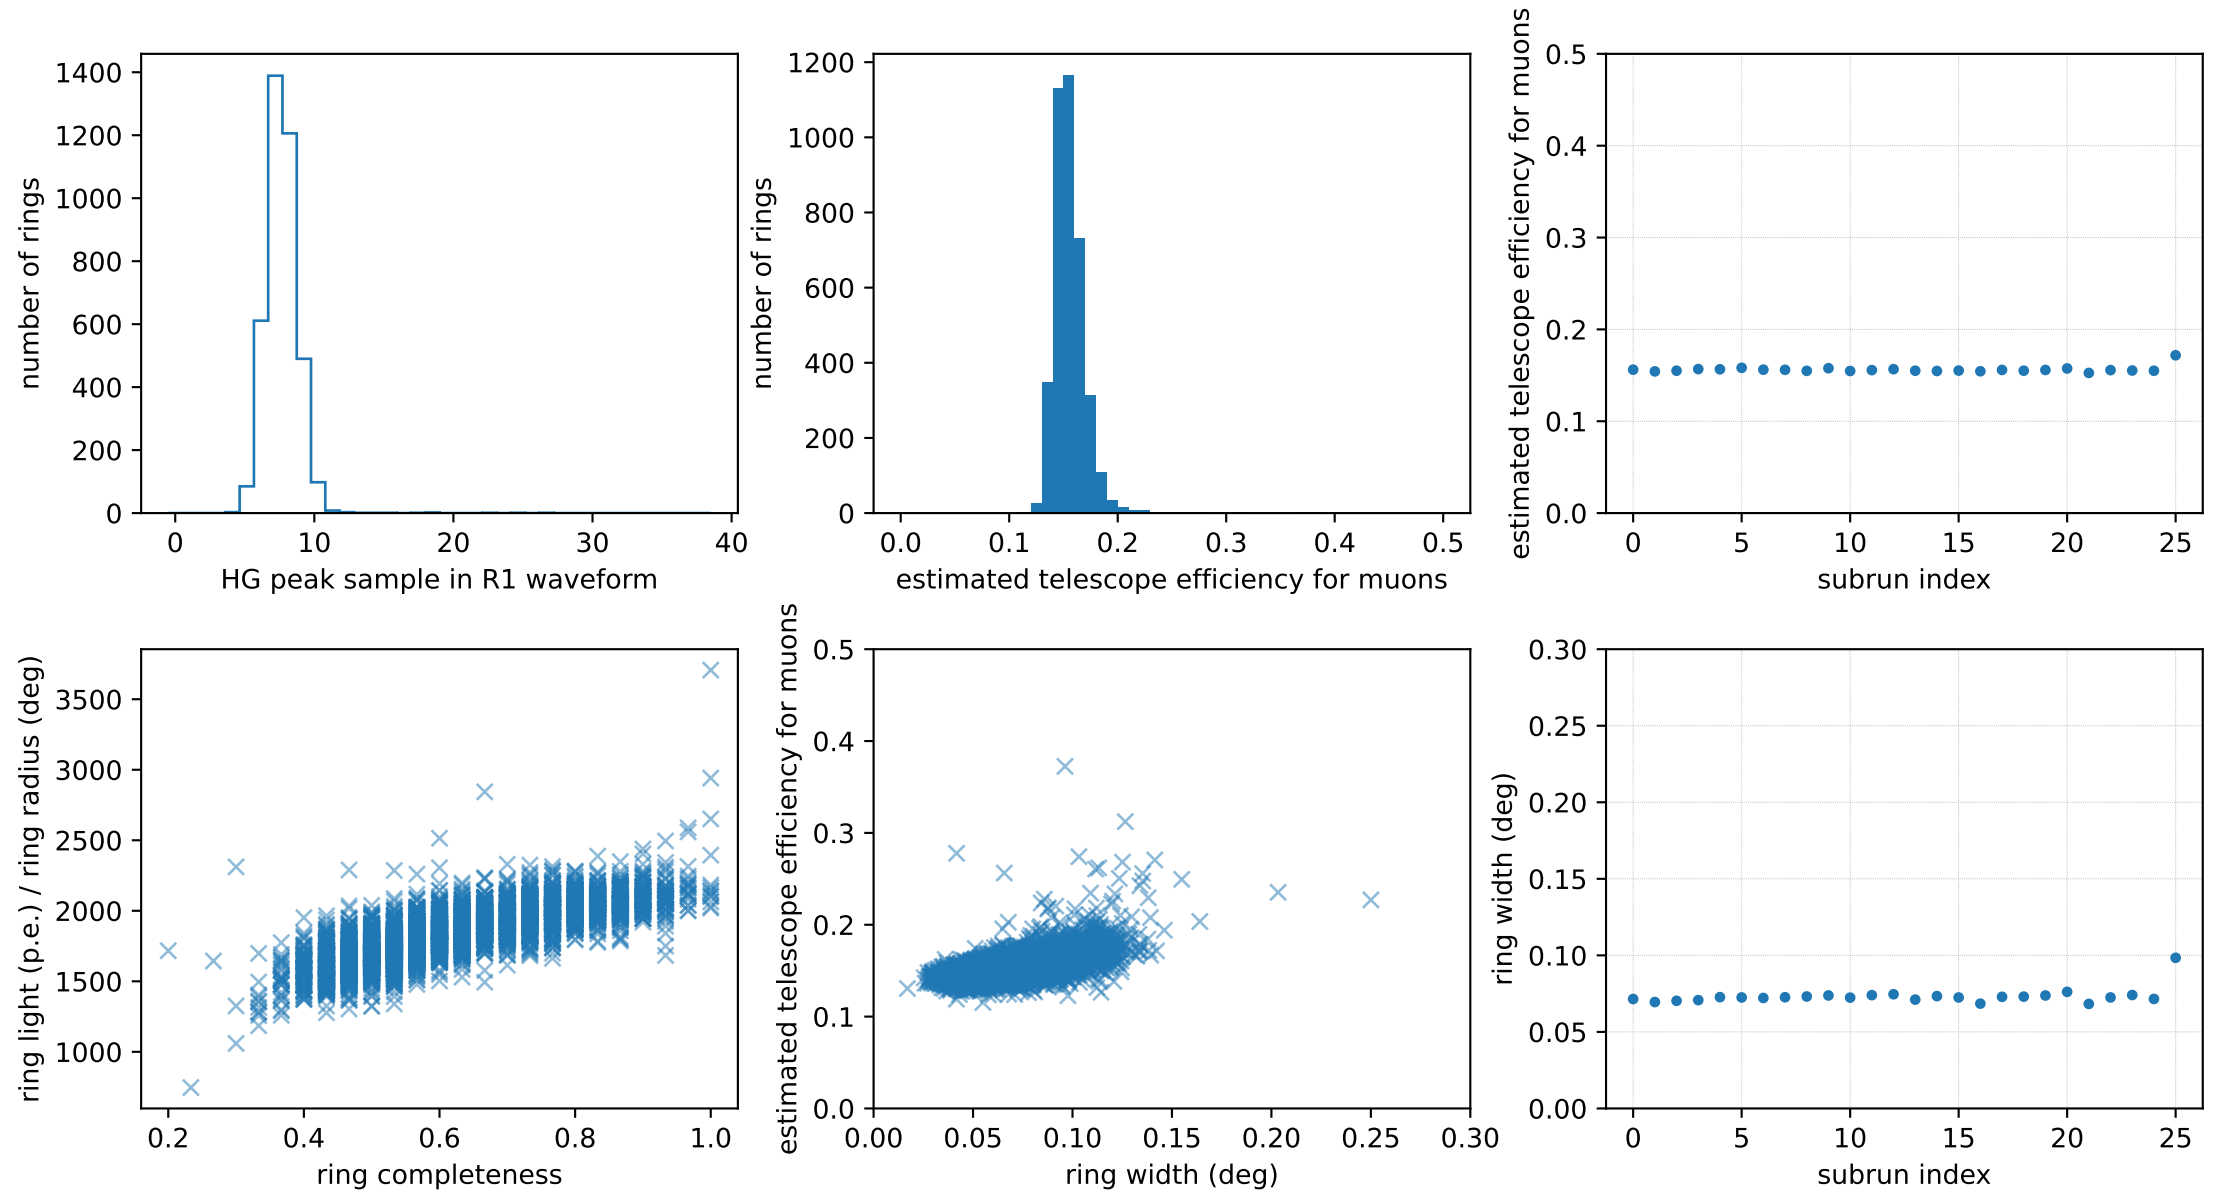 1400
1200
1000
800
600
400
200
0
number of rings
0 10 20 30 40
HG peak sample in R1 waveform
1200
1000
800
600
400
200
0
number of rings
0.0 0.1 0.2 0.3 0.4 0.5
estimated telescope efficiency for muons
0.5
0.4
0.3
0.2
0.1
0.0
estimated telescope efficiency for muons
0 5 10 15 20 25
subrun index
3500
3000
2500
2000
1500
1000
ring light (p.e.) / ring radius (deg)
0.2 0.4 0.6 0.8 1.0
ring completeness
0.5
0.4
0.3
0.2
0.1
0.0
estimated telescope efficiency for muons
0.00 0.05 0.10 0.15 0.20 0.25 0.30
ring width (deg)
0.30
0.25
0.20
0.15
0.10
0.05
0.00
ring width (deg)
0 5 10 15 20 25
subrun index